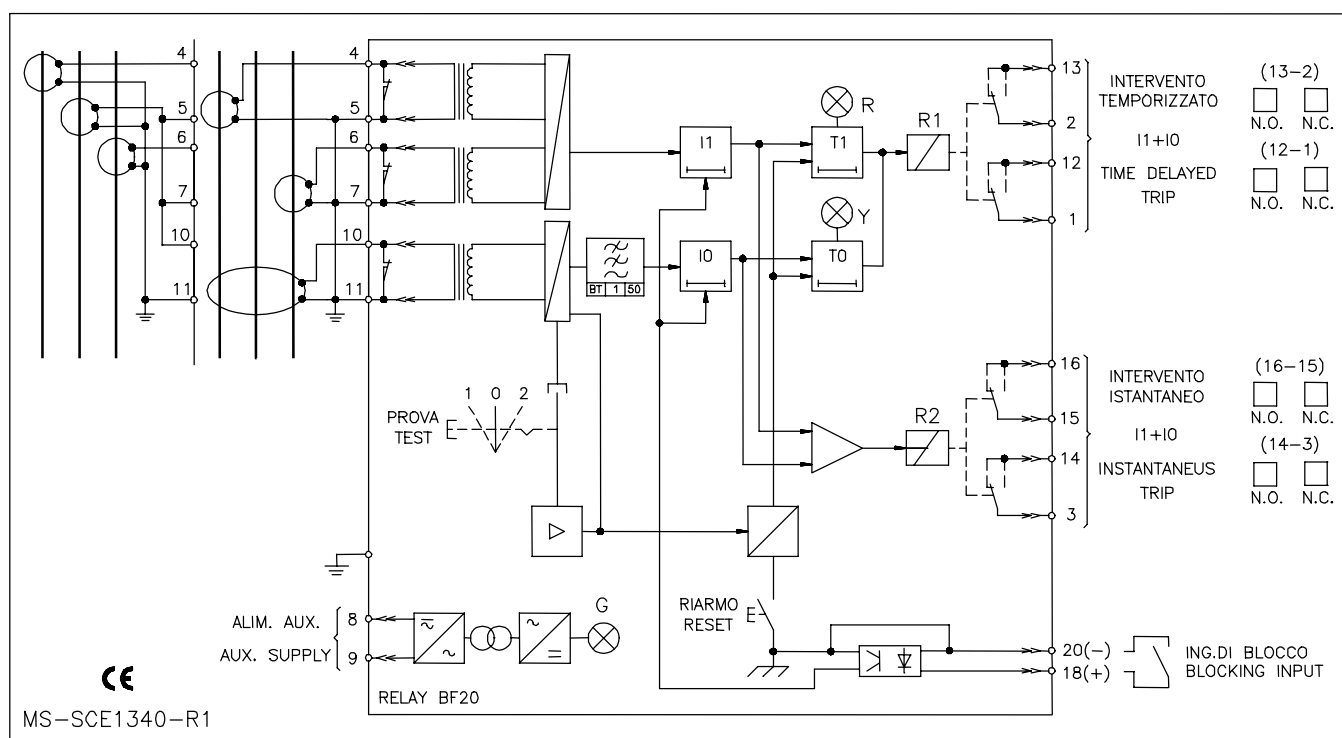 4
5
6
7
10
11
4
5
6
7
10
11
BT 1 50
I1
I0
T1
T0
R
Y
R1
R2
13
2
12
1
INTERVENTO
TEMPORIZZATO
I1+I0
TIME DELAYED
TRIP
(13-2)
N.O. N.C.
(12-1)
N.O. N.C.
16
15
14
3
INTERVENTO
ISTANTANEO
I1+I0
INSTANTANEUS
TRIP
(16-15)
N.O. N.C.
(14-3)
N.O. N.C.
1 0 2
PROVA
TEST
RIARMO
RESET
ALIM. AUX.
AUX. SUPPLY
8
9
G
20(-)
18(+)
ING.DI BLOCCO
BLOCKING INPUT
RELAY BF20
CE
MS-SCE1340-R1